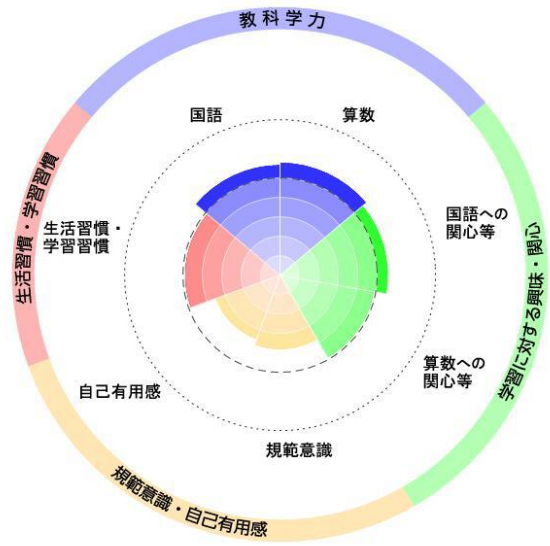 教科学力
国語
算数
生活習慣・学習習慣
生活習慣・
学習習慣
国語への
関心等
学習に対する興味・関心
算数への
関心等
自己有用感
規範意識
規範意識・自己有用感